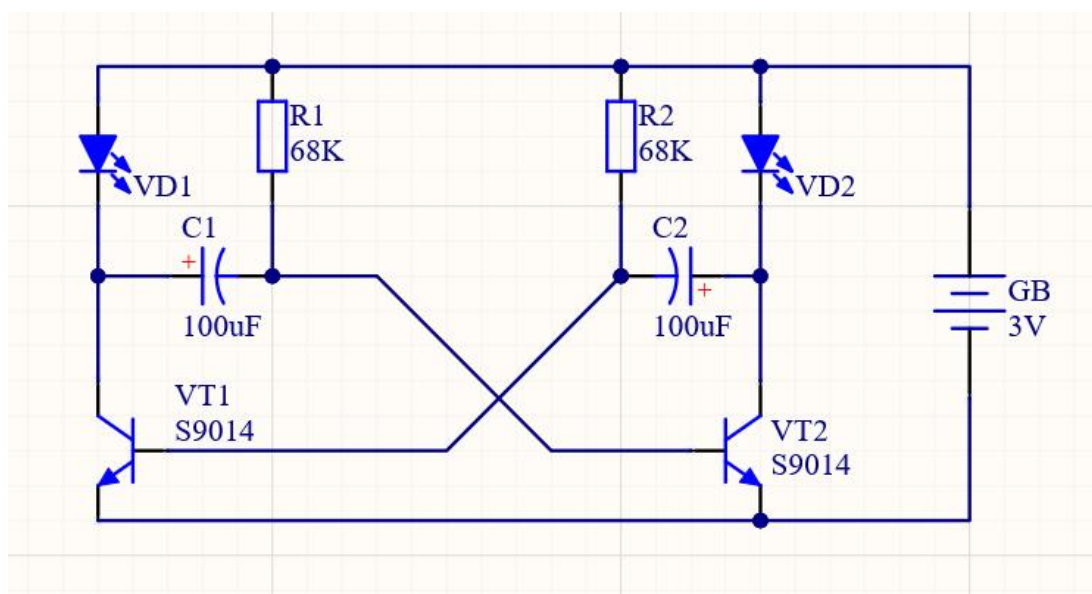 R1
68K
R2
68K
VD1
VD2
C1
+
100uF
C2
+
100uF
GB
3V
VT1
S9014
VT2
S9014